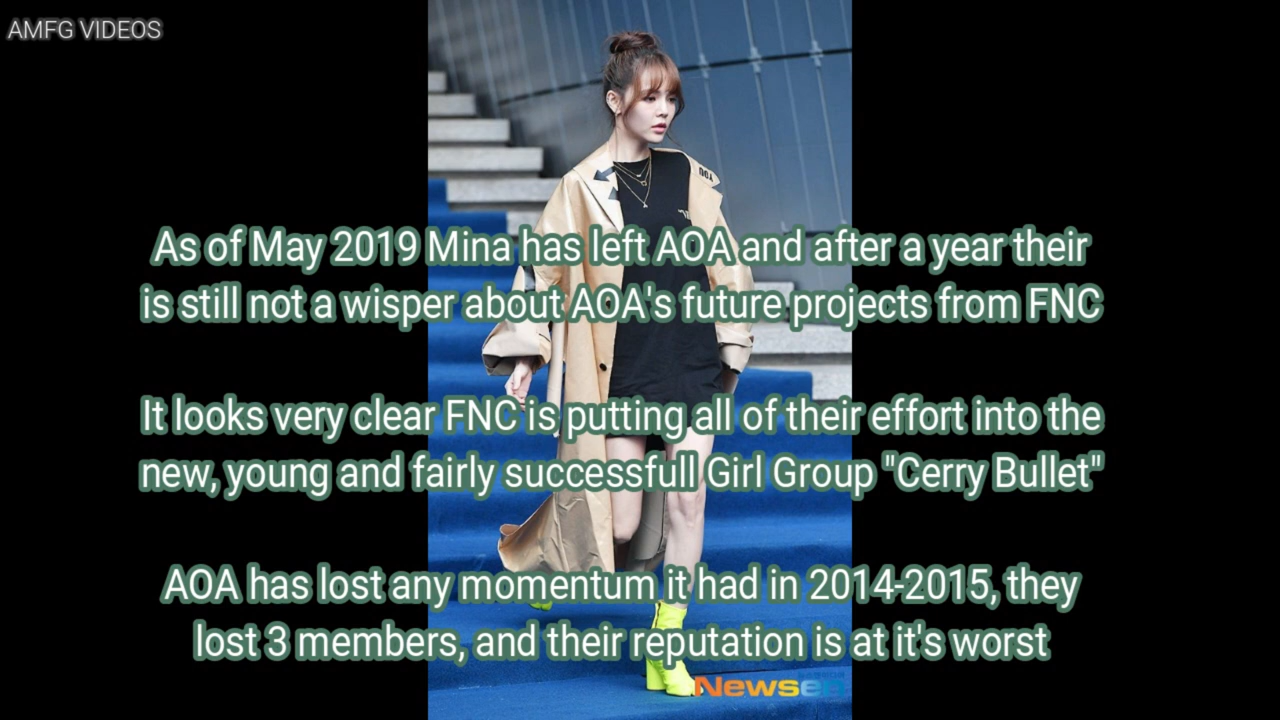 AMFG VIDEOS
YOU
As of May 2019 Mina has left AOA and after a year their
is still not a wisper about AOA's future projects from FNC
It looks very clear FNC is putting all of their effort into the
new, young and fairly successfull Girl Group "Cerry Bullet"
AOA has lost any momentum it had in 2014-2015, they
lost 3 members, and their reputation is at it's worst
Newsen